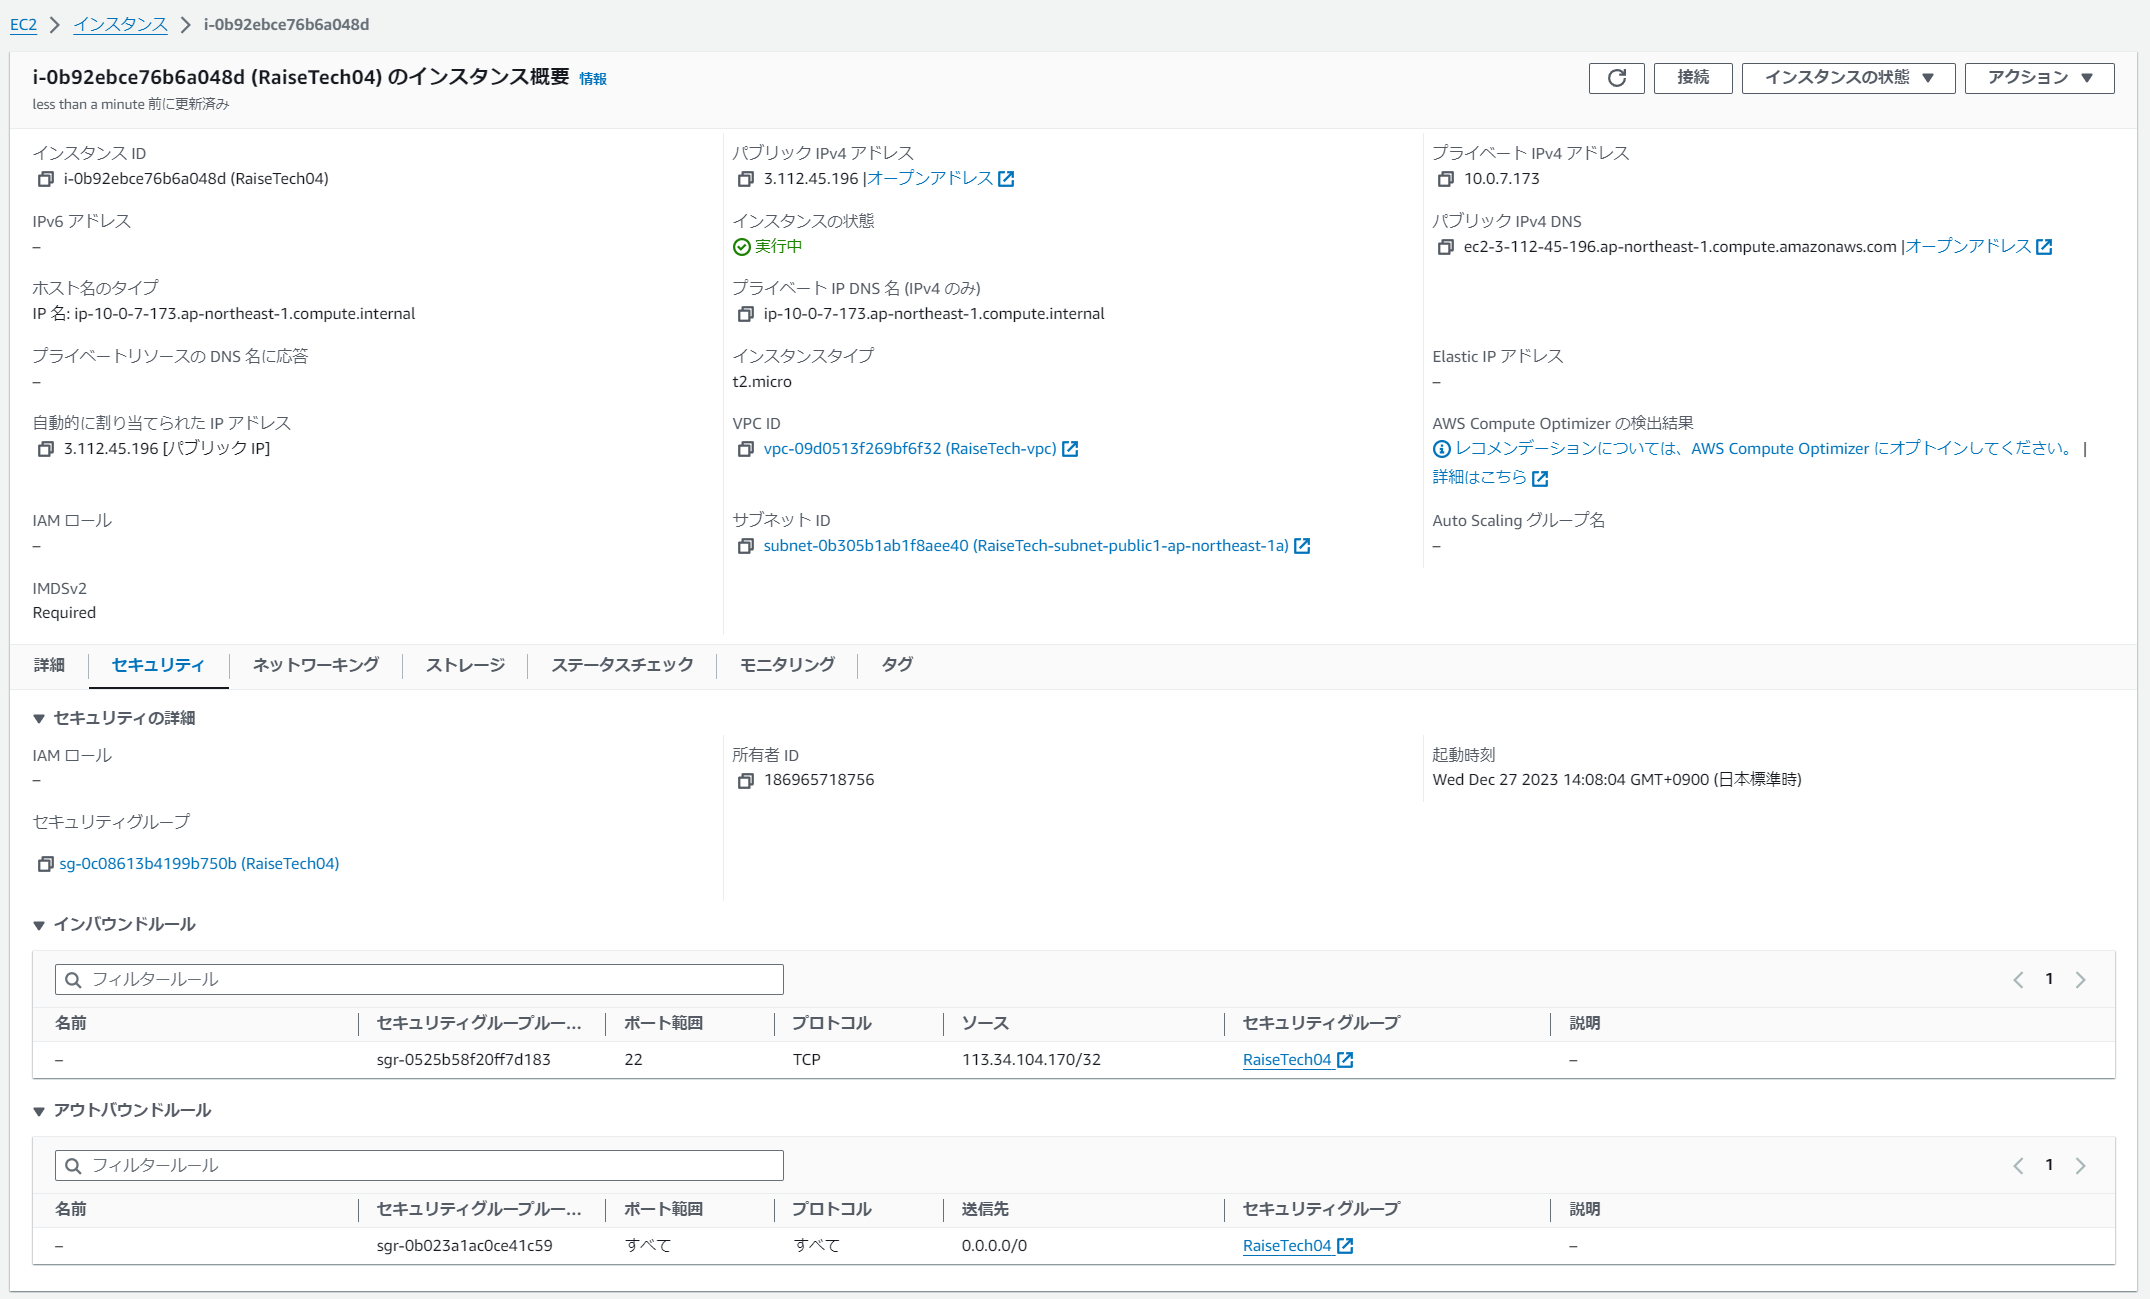 EC2 > インスタンス > i-0b92ebce76b6a048d
i-0b92ebce76b6a048d (RaiseTech04) のインスタンス概要 情報
less than a minute 前に更新済み
接続 インスタンスの状態 ▼ アクション ▼
インスタンス ID
i-0b92ebce76b6a048d (RaiseTech04)
パブリック IPv4 アドレス
3.112.45.196 |オープンアドレス
プライベート IPv4 アドレス
10.0.7.173
IPv6 アドレス
–
インスタンスの状態
実行中
パブリック IPv4 DNS
ec2-3-112-45-196.ap-northeast-1.compute.amazonaws.com |オープンアドレス
ホスト名のタイプ
IP 名: ip-10-0-7-173.ap-northeast-1.compute.internal
プライベート IP DNS 名 (IPv4 のみ)
ip-10-0-7-173.ap-northeast-1.compute.internal
プライベートリソースの DNS 名に応答
–
インスタンスタイプ
t2.micro
Elastic IP アドレス
–
自動的に割り当てられた IP アドレス
3.112.45.196 [パブリック IP]
VPC ID
vpc-09d0513f269bf6f32 (RaiseTech-vpc)
AWS Compute Optimizer の検出結果
レコメンデーションについては、AWS Compute Optimizer にオプトインしてください。 |
詳細はこちら
IAM ロール
–
サブネット ID
subnet-0b305b1ab1f8aee40 (RaiseTech-subnet-public1-ap-northeast-1a)
Auto Scaling グループ名
–
IMDSv2
Required
詳細 セキュリティ ネットワーキング ストレージ ステータスチェック モニタリング タグ
▼ セキュリティの詳細
IAM ロール
–
所有者 ID
186965718756
起動時刻
Wed Dec 27 2023 14:08:04 GMT+0900 (日本標準時)
セキュリティグループ
sg-0c08613b4199b750b (RaiseTech04)
▼ インバウンドルール
フィルタールール
< 1 >
名前 セキュリティグループルー... ポート範囲 プロトコル ソース セキュリティグループ 説明
– sgr-0525b58f20ff7d183 22 TCP 113.34.104.170/32 RaiseTech04 –
▼ アウトバウンドルール
フィルタールール
< 1 >
名前 セキュリティグループルー... ポート範囲 プロトコル 送信先 セキュリティグループ 説明
– sgr-0b023a1ac0ce41c59 すべて すべて 0.0.0.0/0 RaiseTech04 –